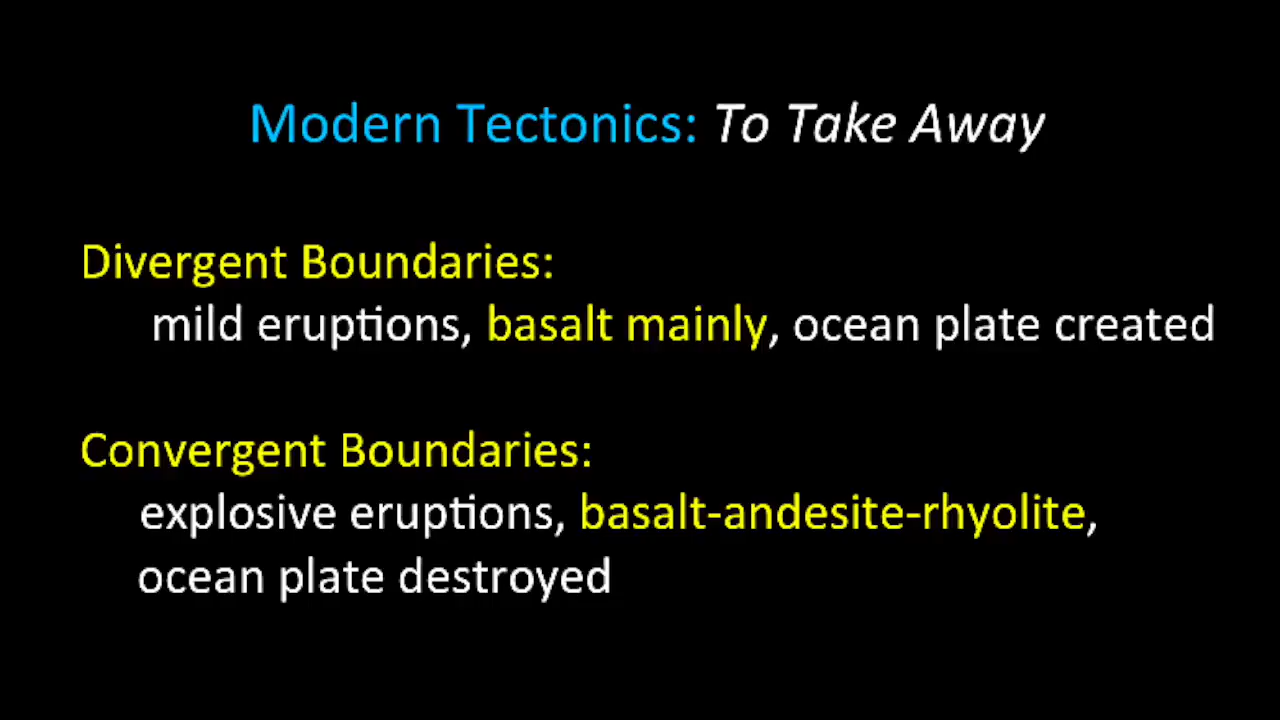 Modern Tectonics: To Take Away
Divergent Boundaries:
mild eruptions, basalt mainly, ocean plate created
Convergent Boundaries:
explosive eruptions, basalt-andesite-rhyolite,
ocean plate destroyed